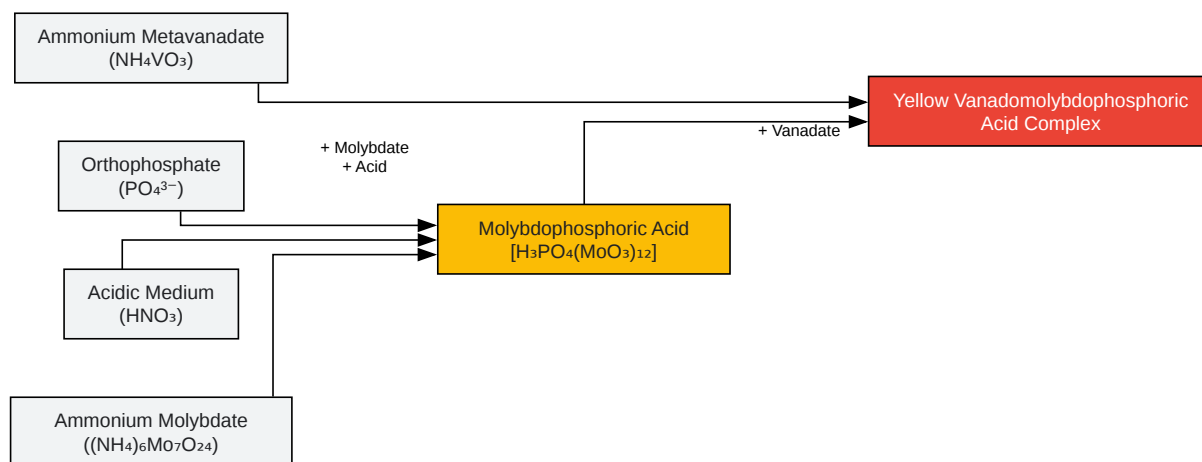 Ammonium Metavanadate
(NH₄VO₃)
Yellow Vanadomolybdophosphoric
Acid Complex
+ Vanadate
+ Molybdate
+ Acid
Orthophosphate
(PO₄³⁻)
Molybdophosphoric Acid
[H₃PO₄(MoO₃)₁₂]
Acidic Medium
(HNO₃)
Ammonium Molybdate
((NH₄)₆Mo₇O₂₄)